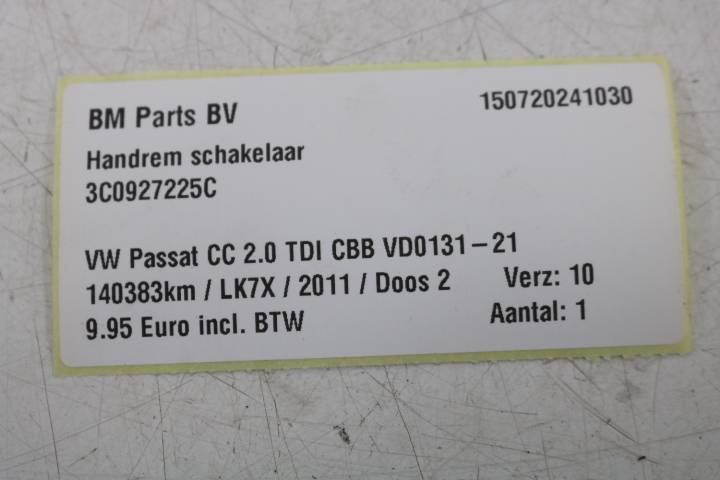 BM Parts BV 150720241030
Handrem schakelaar
3C0927225C
VW Passat CC 2.0 TDI CBB VD0131-21
140383km / LK7X / 2011 / Doos 2 Verz: 10
9.95 Euro incl. BTW Aantal: 1